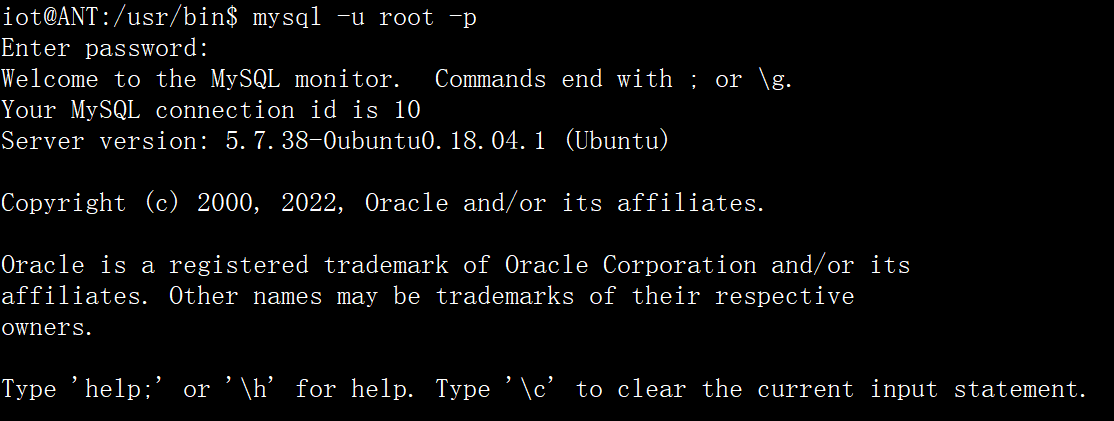 iot@ANT:/usr/bin$ mysql -u root -p
Enter password:
Welcome to the MySQL monitor.  Commands end with ; or \g.
Your MySQL connection id is 10
Server version: 5.7.38-0ubuntu0.18.04.1 (Ubuntu)
Copyright (c) 2000, 2022, Oracle and/or its affiliates.
Oracle is a registered trademark of Oracle Corporation and/or its
affiliates. Other names may be trademarks of their respective
owners.
Type 'help;' or '\h' for help. Type '\c' to clear the current input statement.